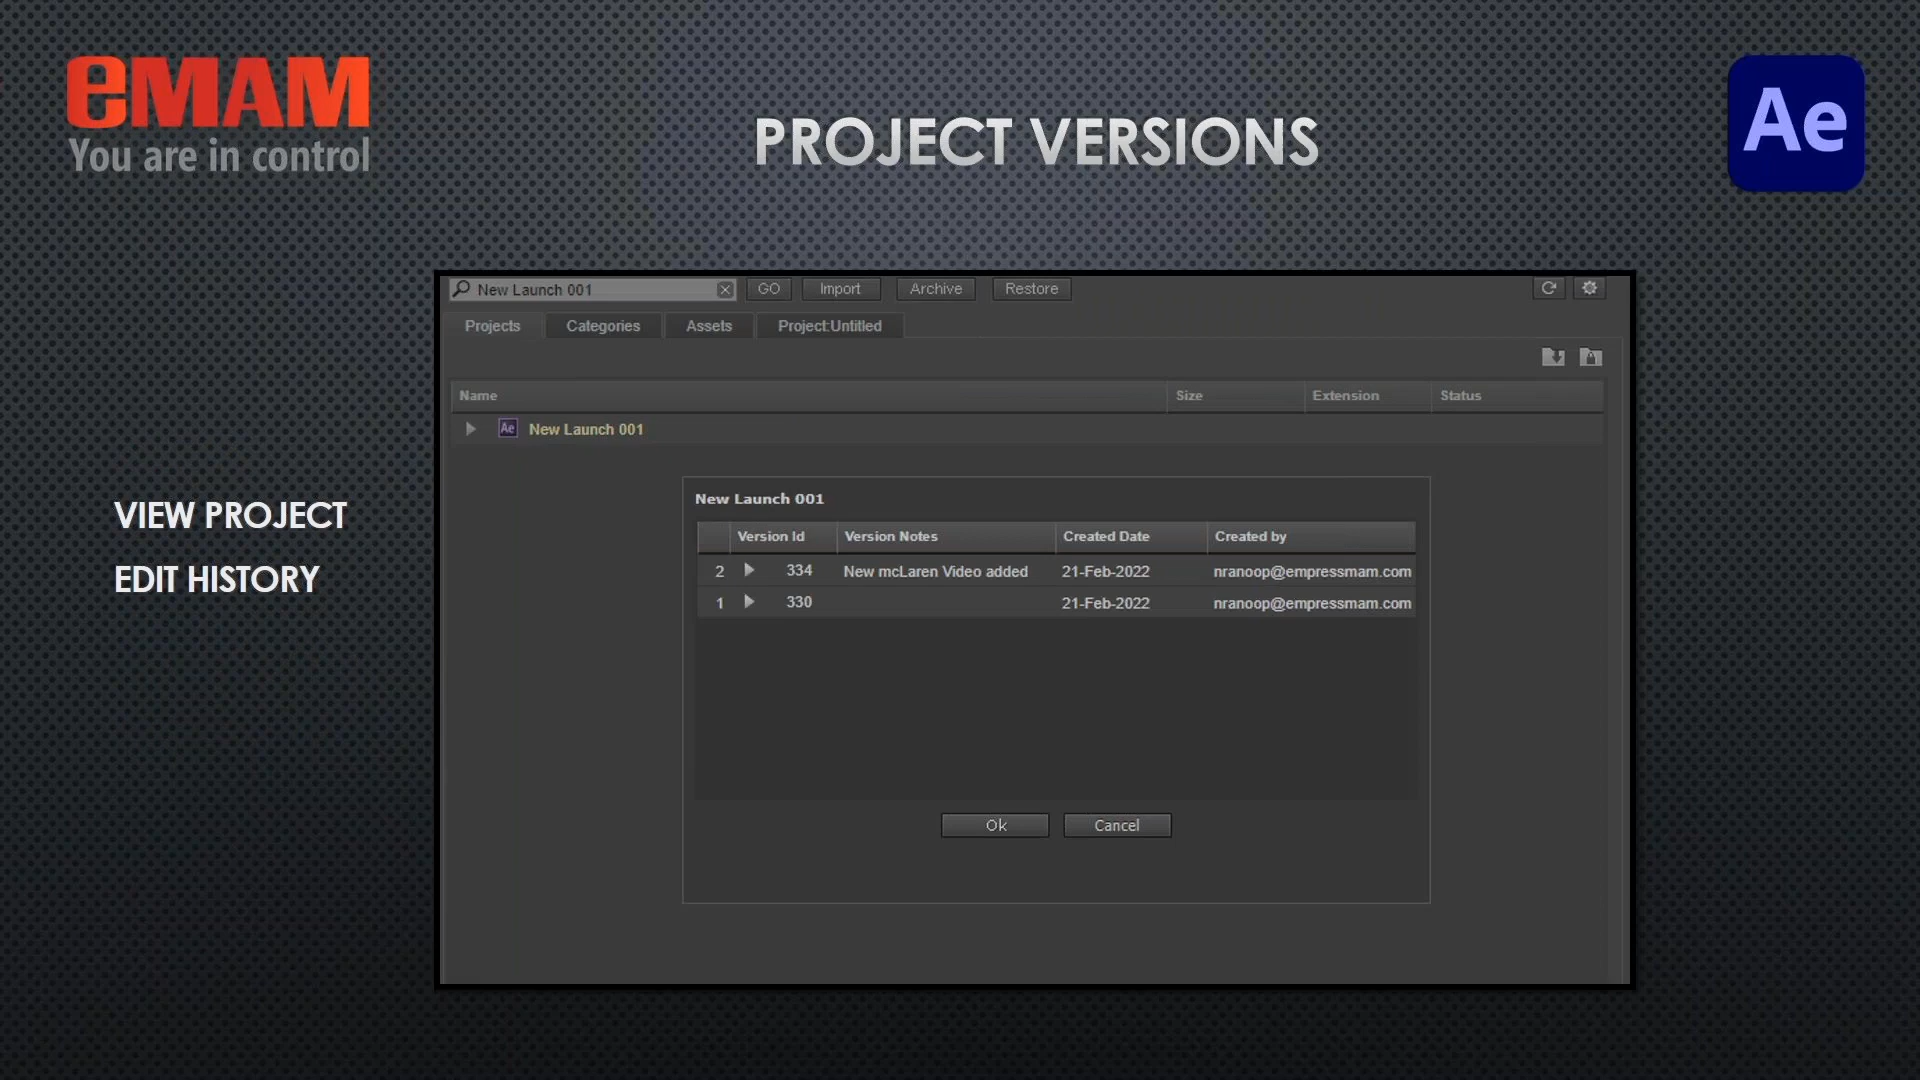 eMAM
You are in control
PROJECT VERSIONS
Ae
New Launch 001 GO Import Archive Restore
Projects Categories Assets Project:Untitled
Name Size Extension Status
Ae New Launch 001
VIEW PROJECT
EDIT HISTORY
New Launch 001
Version Id Version Notes Created Date Created by
2 334 New mcLaren Video added 21-Feb-2022 nranoop@empressmam.com
1 330 21-Feb-2022 nranoop@empressmam.com
Ok Cancel